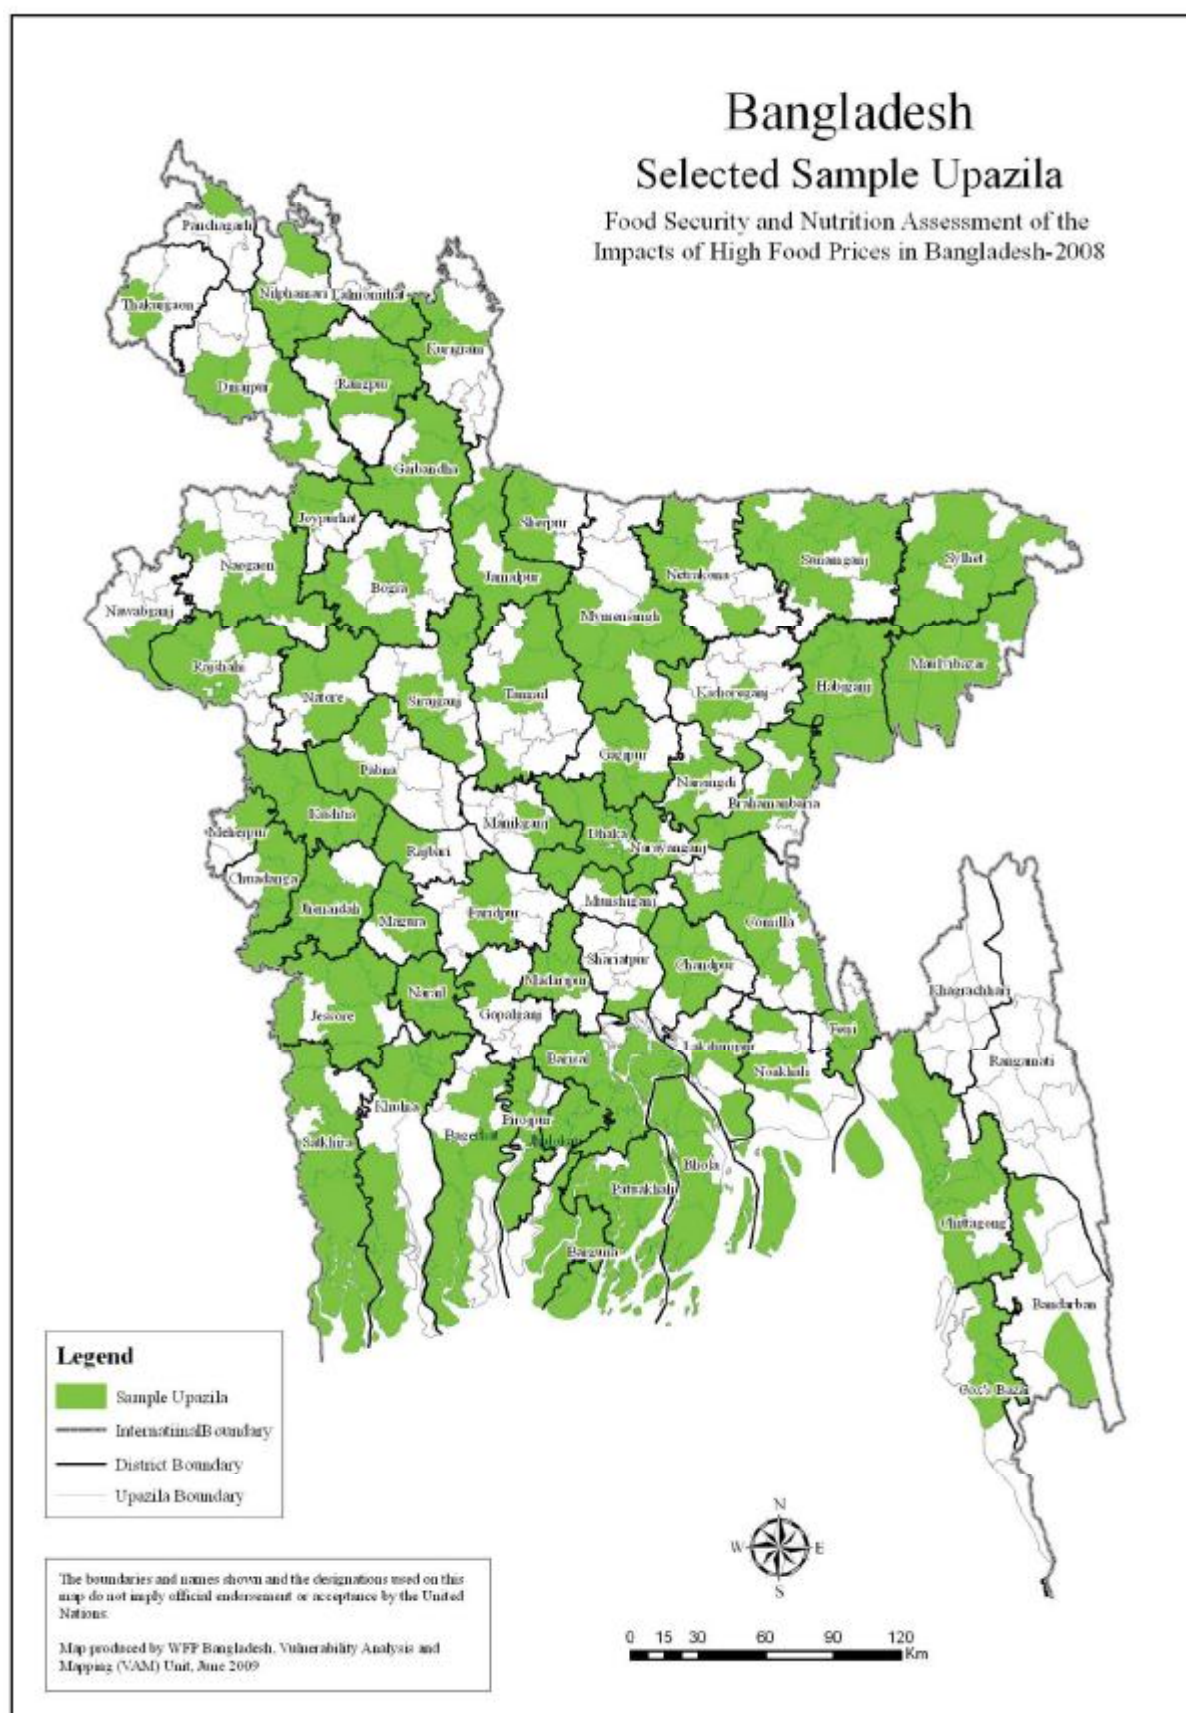 Bangladesh
Selected Sample Upazila
Food Security and Nutrition Assessment of the
Impacts of High Food Prices in Bangladesh-2008
Panchagarh
Thakurgaon
Nilphamari
Lalmonirhat
Kurigram
Dinajpur
Rangpur
Gaibandha
Joypurhat
Sherpur
Naogaon
Bogra
Jamalpur
Netrakona
Sunamganj
Sylhet
Nawabganj
Mymensingh
Rajshahi
Natore
Sirajganj
Tangail
Kishoreganj
Habiganj
Maulvibazar
Pabna
Gazipur
Narsingdi
Brahamanbaria
Meherpur
Kushtia
Manikganj
Dhaka
Narayanganj
Rajbari
Chuadanga
Jhenaidah
Magura
Faridpur
Munshiganj
Comilla
Shariatpur
Chandpur
Madaripur
Narail
Gopalganj
Jessore
Khagrachhari
Feni
Lakshmipur
Noakhali
Rangamati
Barisal
Khulna
Satkhira
Bagerhat
Pirojpur
Jhalokati
Bhola
Patuakhali
Barguna
Chittagong
Bandarban
Cox's Bazar
Legend
Sample Upazila
InternatiinalBoundary
District Boundary
Upazila Boundary
N
W E
S
The boundaries and names shown and the designations used on this
map do not imply official endorsement or acceptance by the United
Nations.
Map produced by WFP Bangladesh, Vulnerability Analysis and
Mapping (VAM) Unit, June 2009
0 15 30 60 90 120
Km